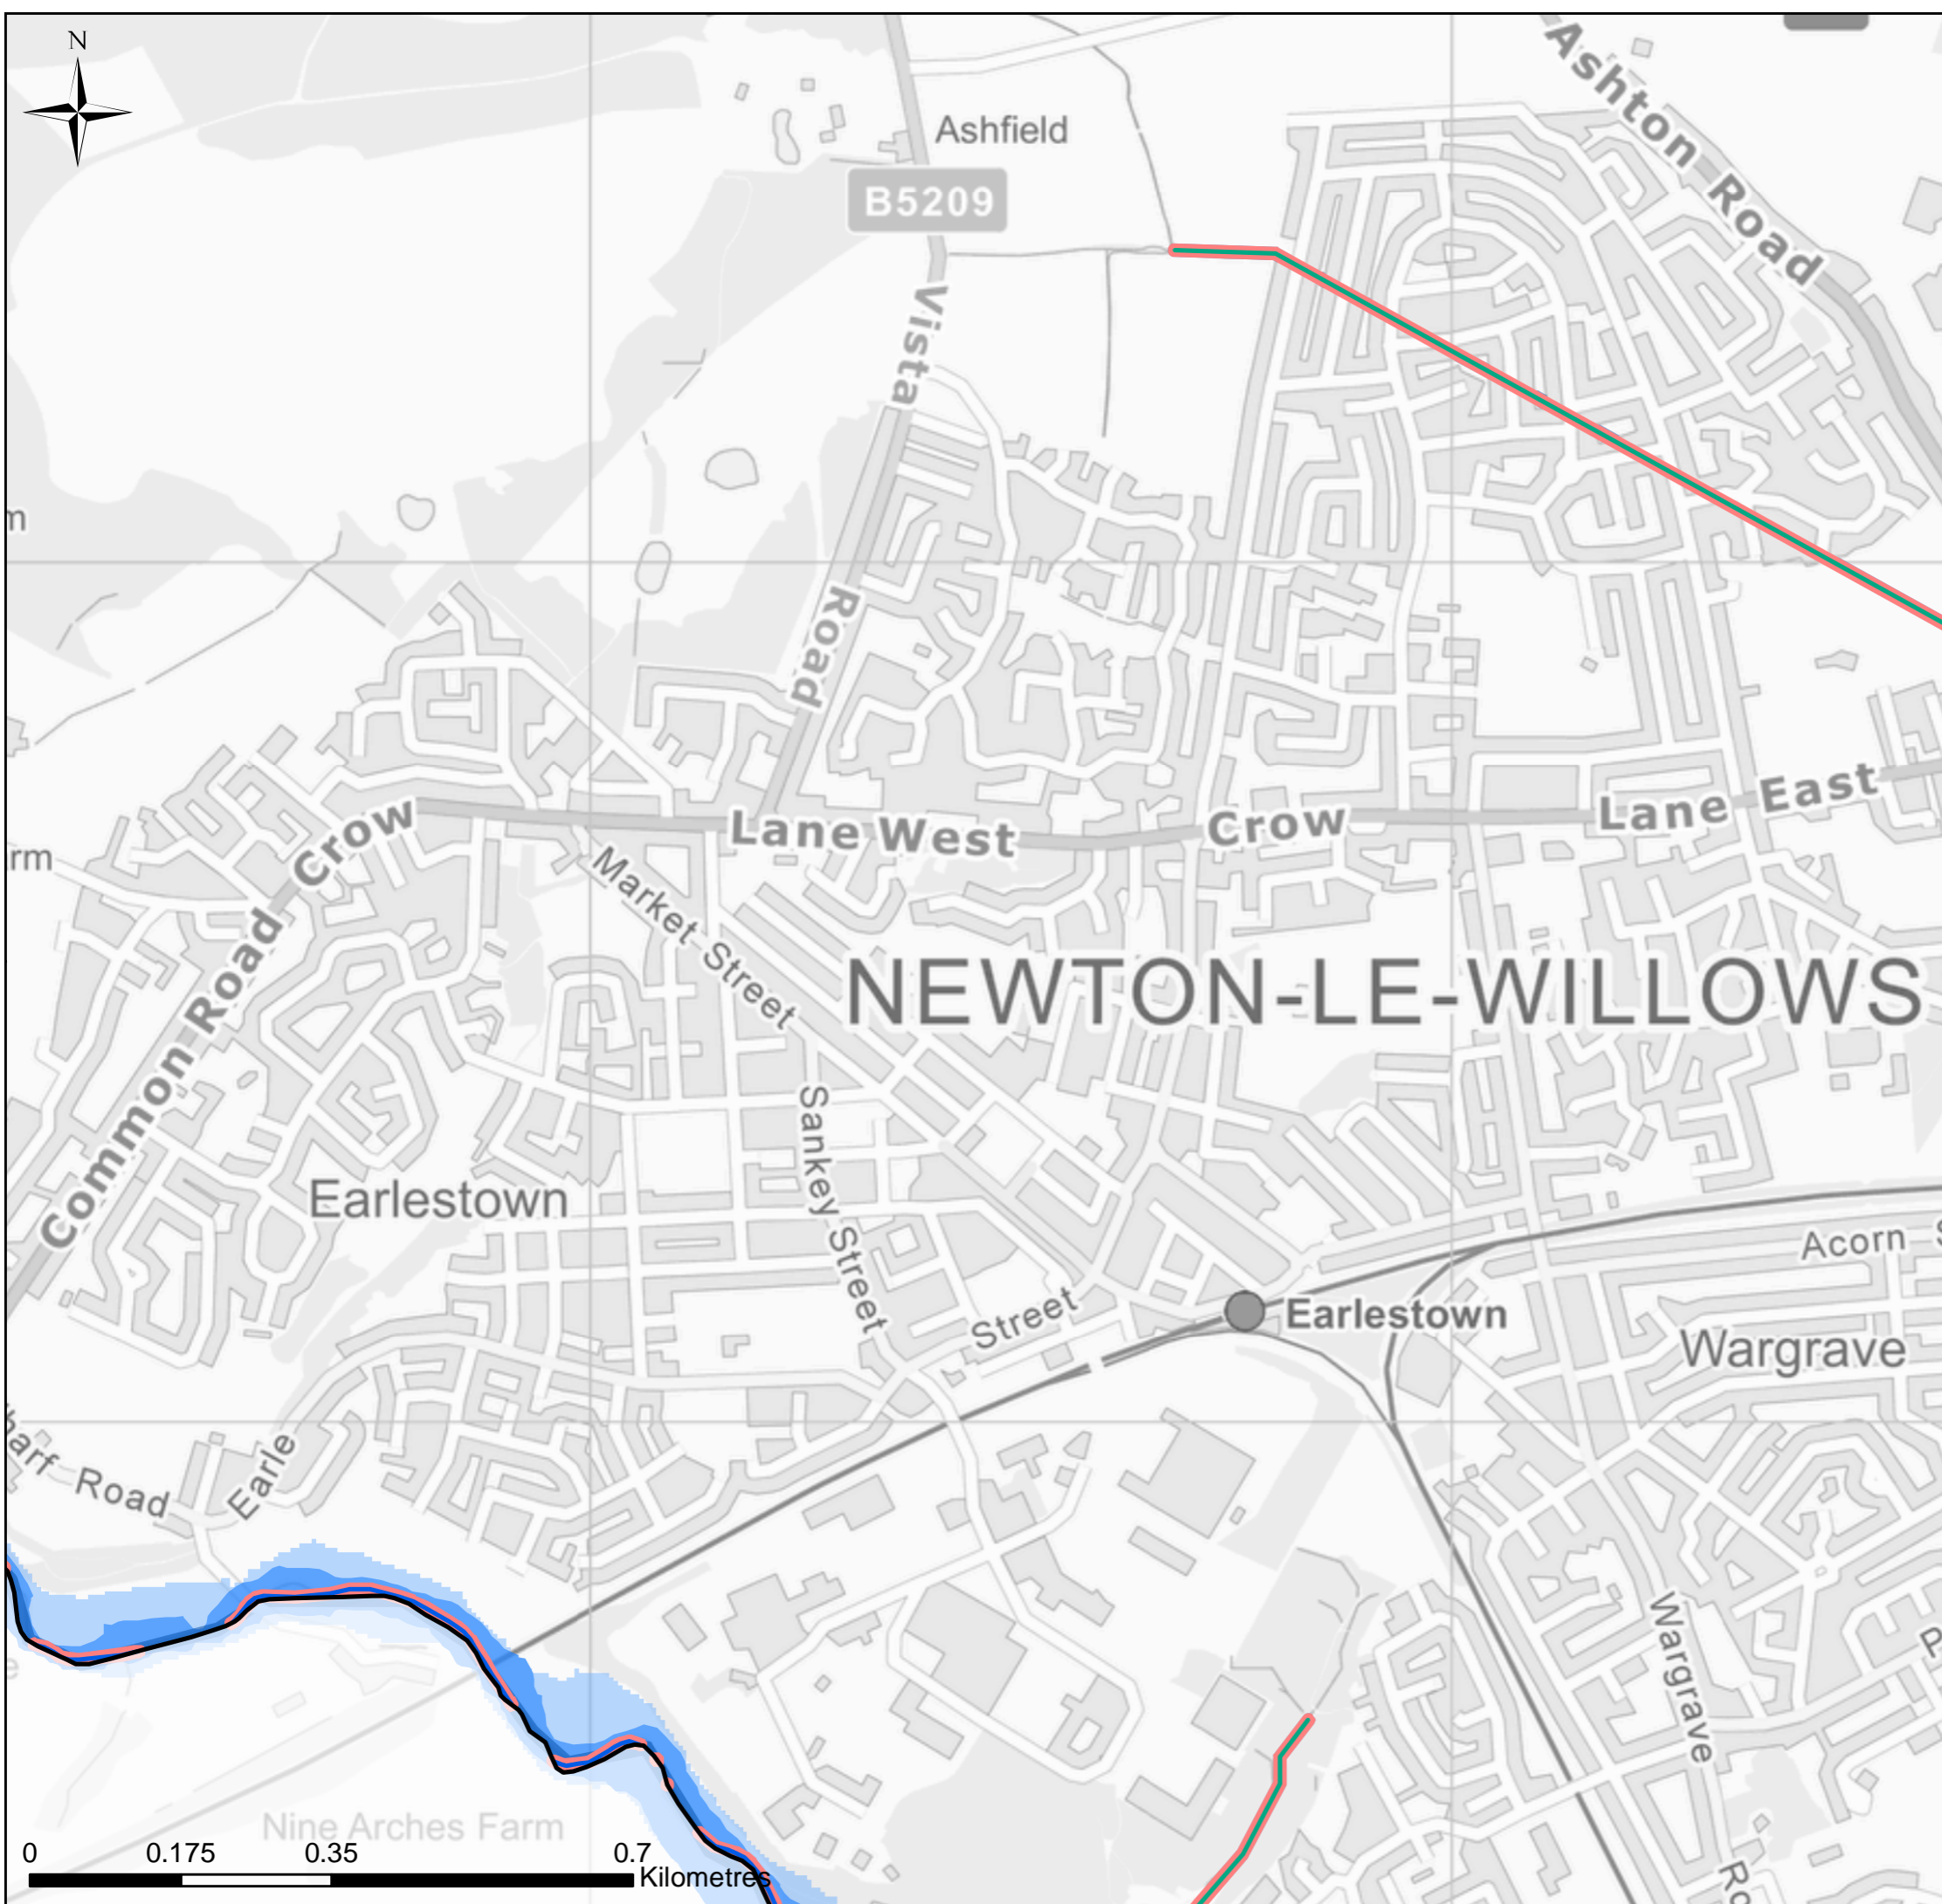 N
Ashton Road
Ashfield
B5209
Vista
Road
m
rm
Crow
Lane West
Crow
Lane East
Market Street
Common Road
NEWTON-LE-WILLOWS
Sankey Street
Earlestown
Acorn
Street
Earlestown
Wargrave
Earle
Road
Wargrave
Nine Arches Farm
0 0.175 0.35 0.7
Kilometres
Ro